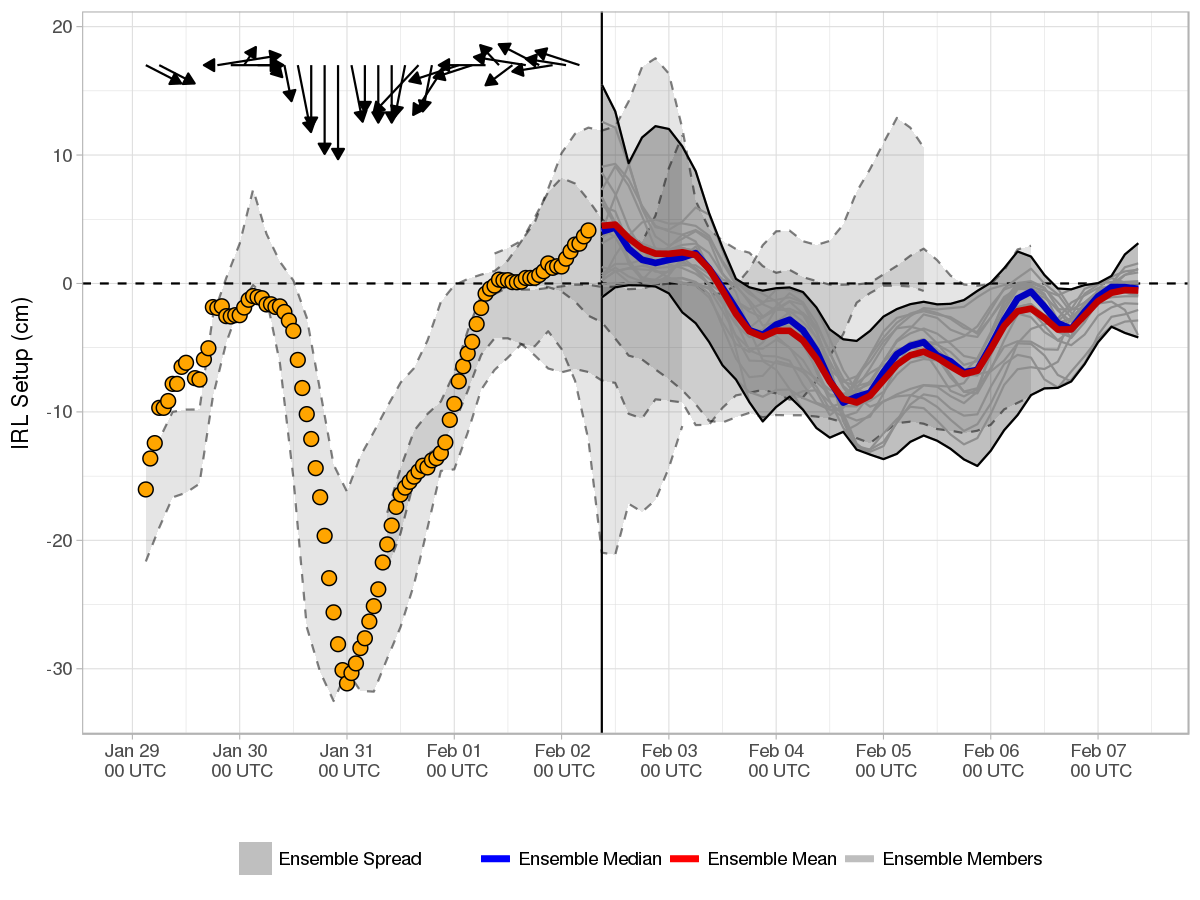 IRL Setup (cm)
20
10
0
-10
-20
-30
Jan 29 Jan 30 Jan 31 Feb 01 Feb 02 Feb 03 Feb 04 Feb 05 Feb 06 Feb 07
00 UTC 00 UTC 00 UTC 00 UTC 00 UTC 00 UTC 00 UTC 00 UTC 00 UTC 00 UTC
Ensemble Spread Ensemble Median Ensemble Mean Ensemble Members